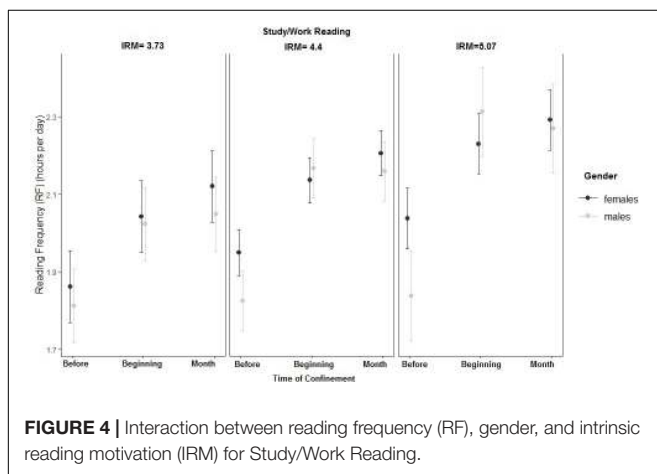 Study/Work Reading
IRM= 3.73
IRM= 4.4
IRM=5.07
Reading Frequency (RF) (hours per day)
2.3
2.1
1.9
1.7
Before
Beginning
Month
Before
Beginning
Month
Before
Beginning
Month
Time of Confinement
Gender
females
males
FIGURE 4 | Interaction between reading frequency (RF), gender, and intrinsic
reading motivation (IRM) for Study/Work Reading.